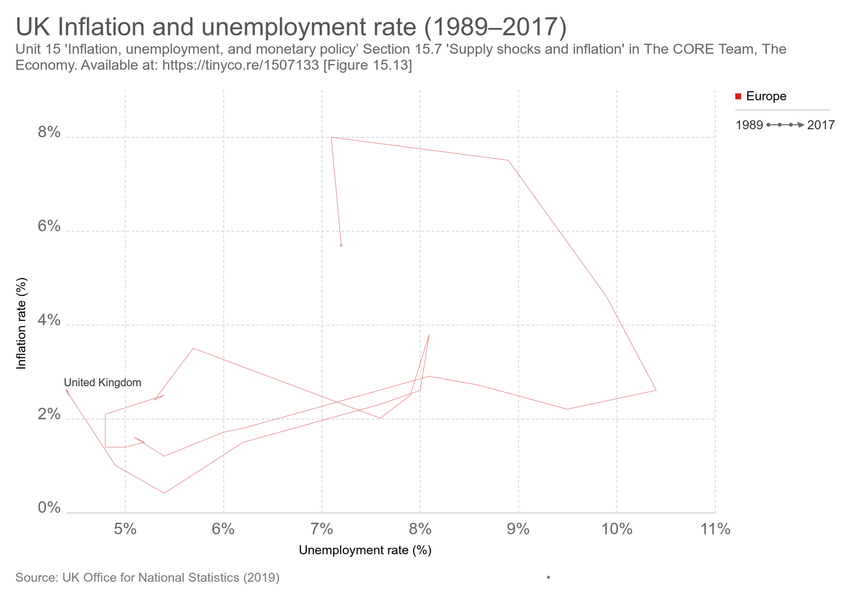 UK Inflation and unemployment rate (1989–2017)
Unit 15 'Inflation, unemployment, and monetary policy’ Section 15.7 'Supply shocks and inflation' in The CORE Team, The
Economy. Available at: https://tinyco.re/1507133 [Figure 15.13]
Europe
1989 2017
8%
6%
4%
2%
0%
Inflation rate (%)
United Kingdom
5% 6% 7% 8% 9% 10% 11%
Unemployment rate (%)
Source: UK Office for National Statistics (2019)